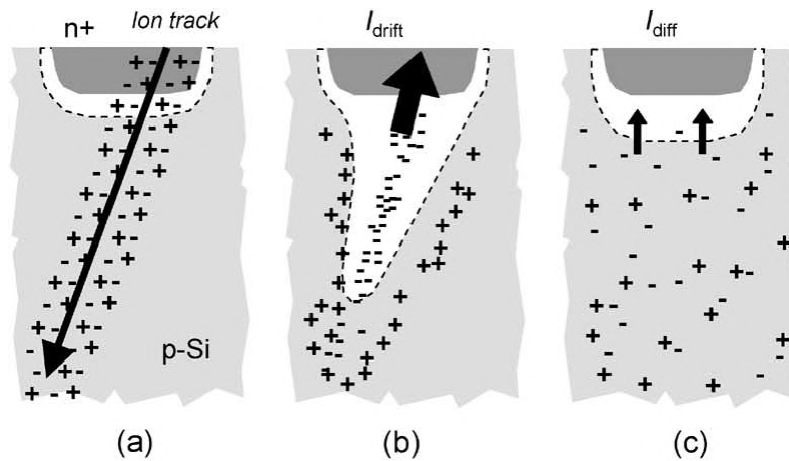 n+ Ion track
I_drift
I_diff
p-Si
(a)
(b)
(c)